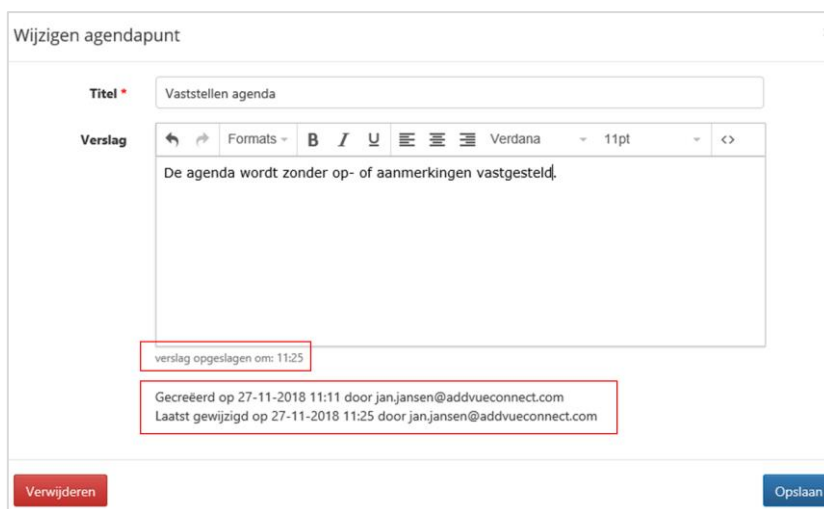 Wijzigen agendapunt
Titel *
Vaststellen agenda
Verslag
Formats B I U Verdana 11pt <>
De agenda wordt zonder op- of aanmerkingen vastgesteld.
verslag opgeslagen om: 11:25
Gecreëerd op 27-11-2018 11:11 door jan.jansen@addvueconnect.com
Laatst gewijzigd op 27-11-2018 11:25 door jan.jansen@addvueconnect.com
Verwijderen
Opslaan